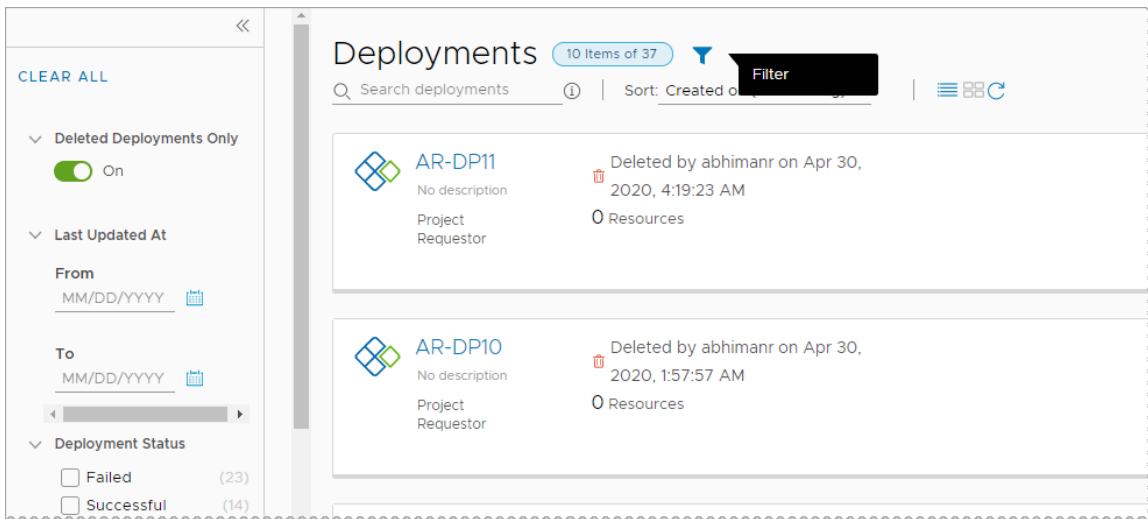 CLEAR ALL
Deleted Deployments Only
On
Last Updated At
From
MM/DD/YYYY
To
MM/DD/YYYY
Deployment Status
Failed (23)
Successful (14)
Deployments 10 Items of 37
Filter
Search deployments Sort: Created
AR-DP11
No description
Project
Requestor
Deleted by abhimanr on Apr 30,
2020, 4:19:23 AM
0 Resources
AR-DP10
No description
Project
Requestor
Deleted by abhimanr on Apr 30,
2020, 1:57:57 AM
0 Resources